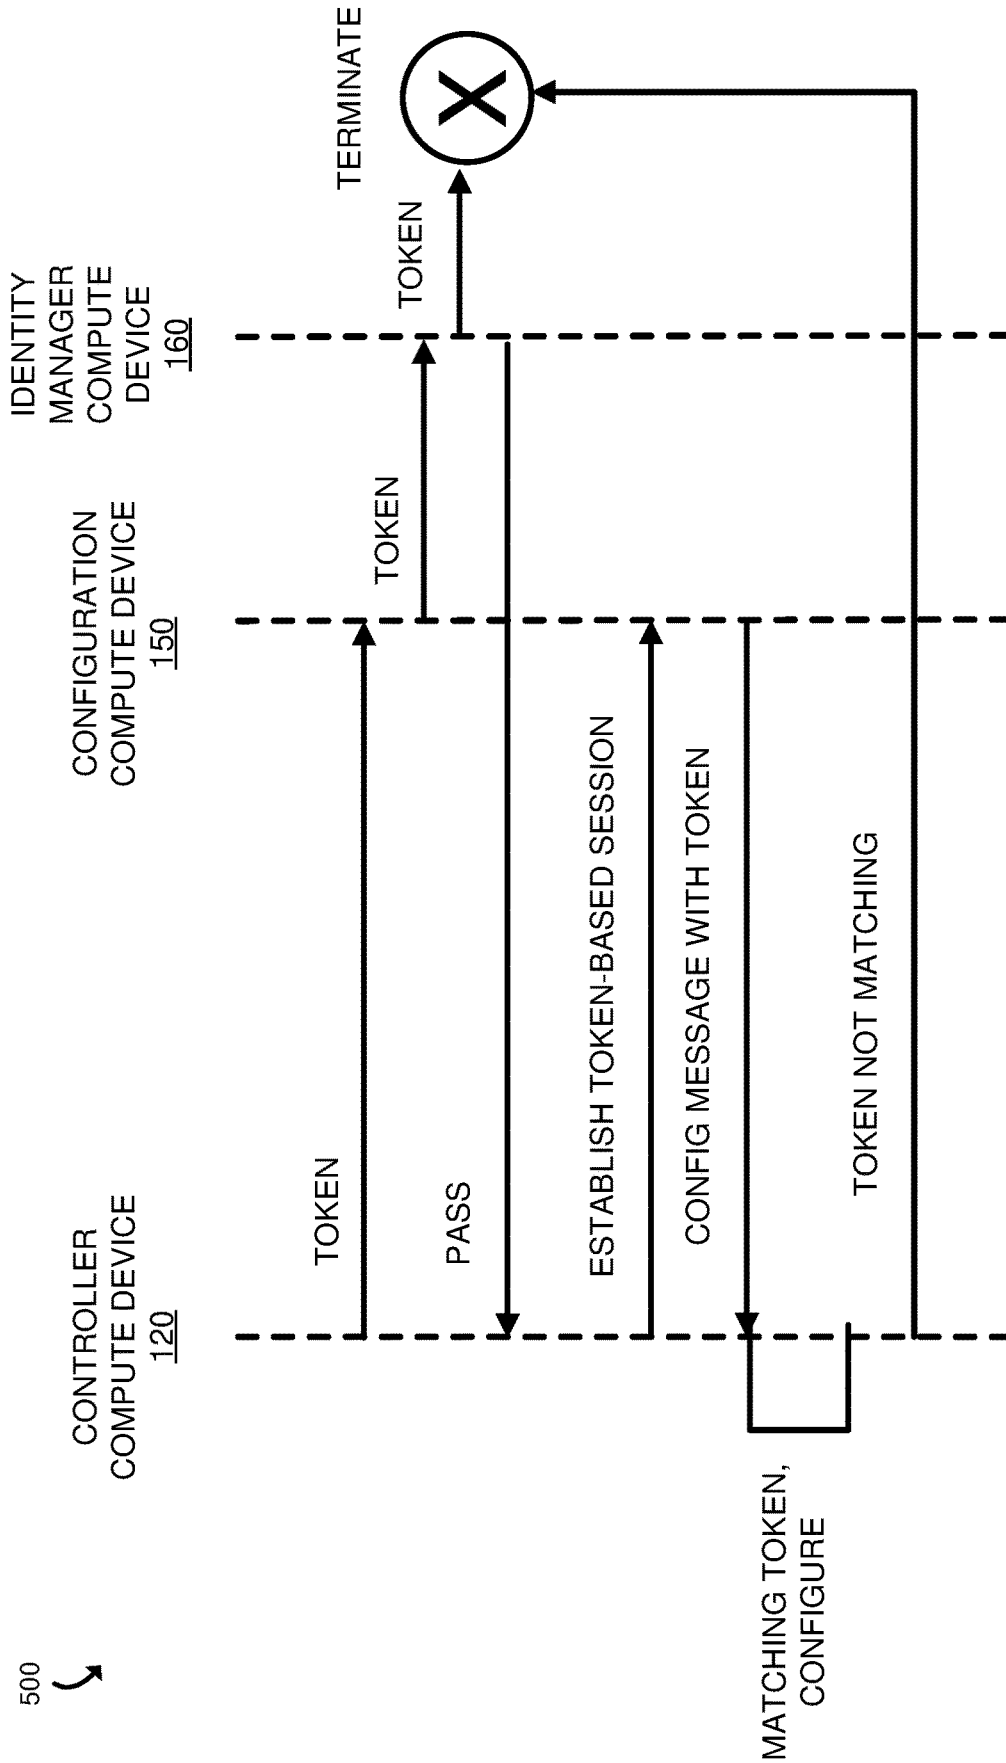 500
CONTROLLER
COMPUTE DEVICE
120
CONFIGURATION
COMPUTE DEVICE
150
IDENTITY
MANAGER
COMPUTE
DEVICE
160
TOKEN
TOKEN
TOKEN
TERMINATE
X
PASS
ESTABLISH TOKEN-BASED SESSION
CONFIG MESSAGE WITH TOKEN
MATCHING TOKEN,
CONFIGURE
TOKEN NOT MATCHING